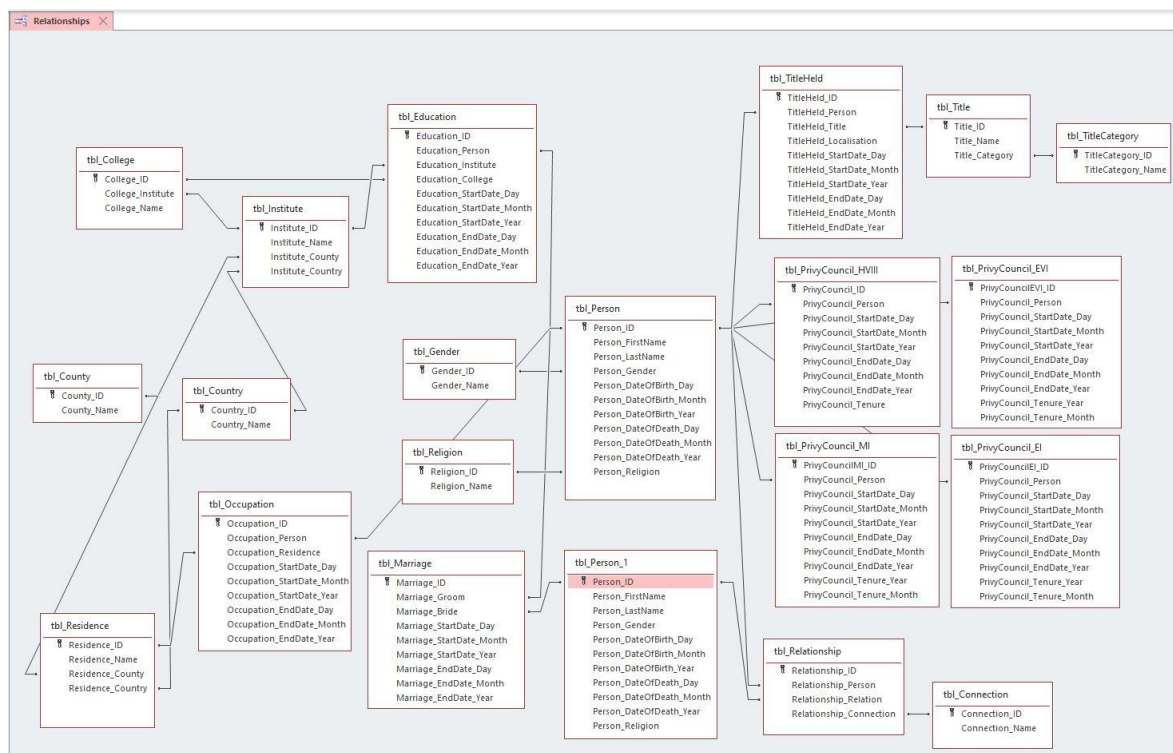 Relationships
tbl_College
College_ID
College_Institute
College_Name
tbl_Education
Education_ID
Education_Person
Education_Institute
Education_College
Education_StartDate_Day
Education_StartDate_Month
Education_StartDate_Year
Education_EndDate_Day
Education_EndDate_Month
Education_EndDate_Year
tbl_Institute
Institute_ID
Institute_Name
Institute_County
Institute_Country
tbl_County
County_ID
County_Name
tbl_Country
Country_ID
Country_Name
tbl_Gender
Gender_ID
Gender_Name
tbl_Religion
Religion_ID
Religion_Name
tbl_Occupation
Occupation_ID
Occupation_Person
Occupation_Residence
Occupation_StartDate_Day
Occupation_StartDate_Month
Occupation_StartDate_Year
Occupation_EndDate_Day
Occupation_EndDate_Month
Occupation_EndDate_Year
tbl_Residence
Residence_ID
Residence_Name
Residence_County
Residence_Country
tbl_Marriage
Marriage_ID
Marriage_Groom
Marriage_Bride
Marriage_StartDate_Day
Marriage_StartDate_Month
Marriage_StartDate_Year
Marriage_EndDate_Day
Marriage_EndDate_Month
Marriage_EndDate_Year
tbl_Person
Person_ID
Person_FirstName
Person_LastName
Person_Gender
Person_DateOfBirth_Day
Person_DateOfBirth_Month
Person_DateOfBirth_Year
Person_DateOfDeath_Day
Person_DateOfDeath_Month
Person_DateOfDeath_Year
Person_Religion
tbl_Person_1
Person_ID
Person_FirstName
Person_LastName
Person_Gender
Person_DateOfBirth_Day
Person_DateOfBirth_Month
Person_DateOfBirth_Year
Person_DateOfDeath_Day
Person_DateOfDeath_Month
Person_DateOfDeath_Year
Person_Religion
tbl_TitleHeld
TitleHeld_ID
TitleHeld_Person
TitleHeld_Title
TitleHeld_Localisation
TitleHeld_StartDate_Day
TitleHeld_StartDate_Month
TitleHeld_StartDate_Year
TitleHeld_EndDate_Day
TitleHeld_EndDate_Month
TitleHeld_EndDate_Year
tbl_Title
Title_ID
Title_Name
Title_Category
tbl_TitleCategory
TitleCategory_ID
TitleCategory_Name
tbl_PrivyCouncil_HVIII
PrivyCouncil_ID
PrivyCouncil_Person
PrivyCouncil_StartDate_Day
PrivyCouncil_StartDate_Month
PrivyCouncil_StartDate_Year
PrivyCouncil_EndDate_Day
PrivyCouncil_EndDate_Month
PrivyCouncil_EndDate_Year
PrivyCouncil_Tenure
tbl_PrivyCouncil_EVI
PrivyCouncilEVI_ID
PrivyCouncil_Person
PrivyCouncil_StartDate_Day
PrivyCouncil_StartDate_Month
PrivyCouncil_StartDate_Year
PrivyCouncil_EndDate_Day
PrivyCouncil_EndDate_Month
PrivyCouncil_EndDate_Year
PrivyCouncil_Tenure_Year
PrivyCouncil_Tenure_Month
tbl_PrivyCouncil_MI
PrivyCouncilMI_ID
PrivyCouncil_Person
PrivyCouncil_StartDate_Day
PrivyCouncil_StartDate_Month
PrivyCouncil_StartDate_Year
PrivyCouncil_EndDate_Day
PrivyCouncil_EndDate_Month
PrivyCouncil_EndDate_Year
PrivyCouncil_Tenure_Year
PrivyCouncil_Tenure_Month
tbl_PrivyCouncil_EI
PrivyCouncilEI_ID
PrivyCouncil_Person
PrivyCouncil_StartDate_Day
PrivyCouncil_StartDate_Month
PrivyCouncil_StartDate_Year
PrivyCouncil_EndDate_Day
PrivyCouncil_EndDate_Month
PrivyCouncil_EndDate_Year
PrivyCouncil_Tenure_Year
PrivyCouncil_Tenure_Month
tbl_Relationship
Relationship_ID
Relationship_Person
Relationship_Relation
Relationship_Connection
tbl_Connection
Connection_ID
Connection_Name